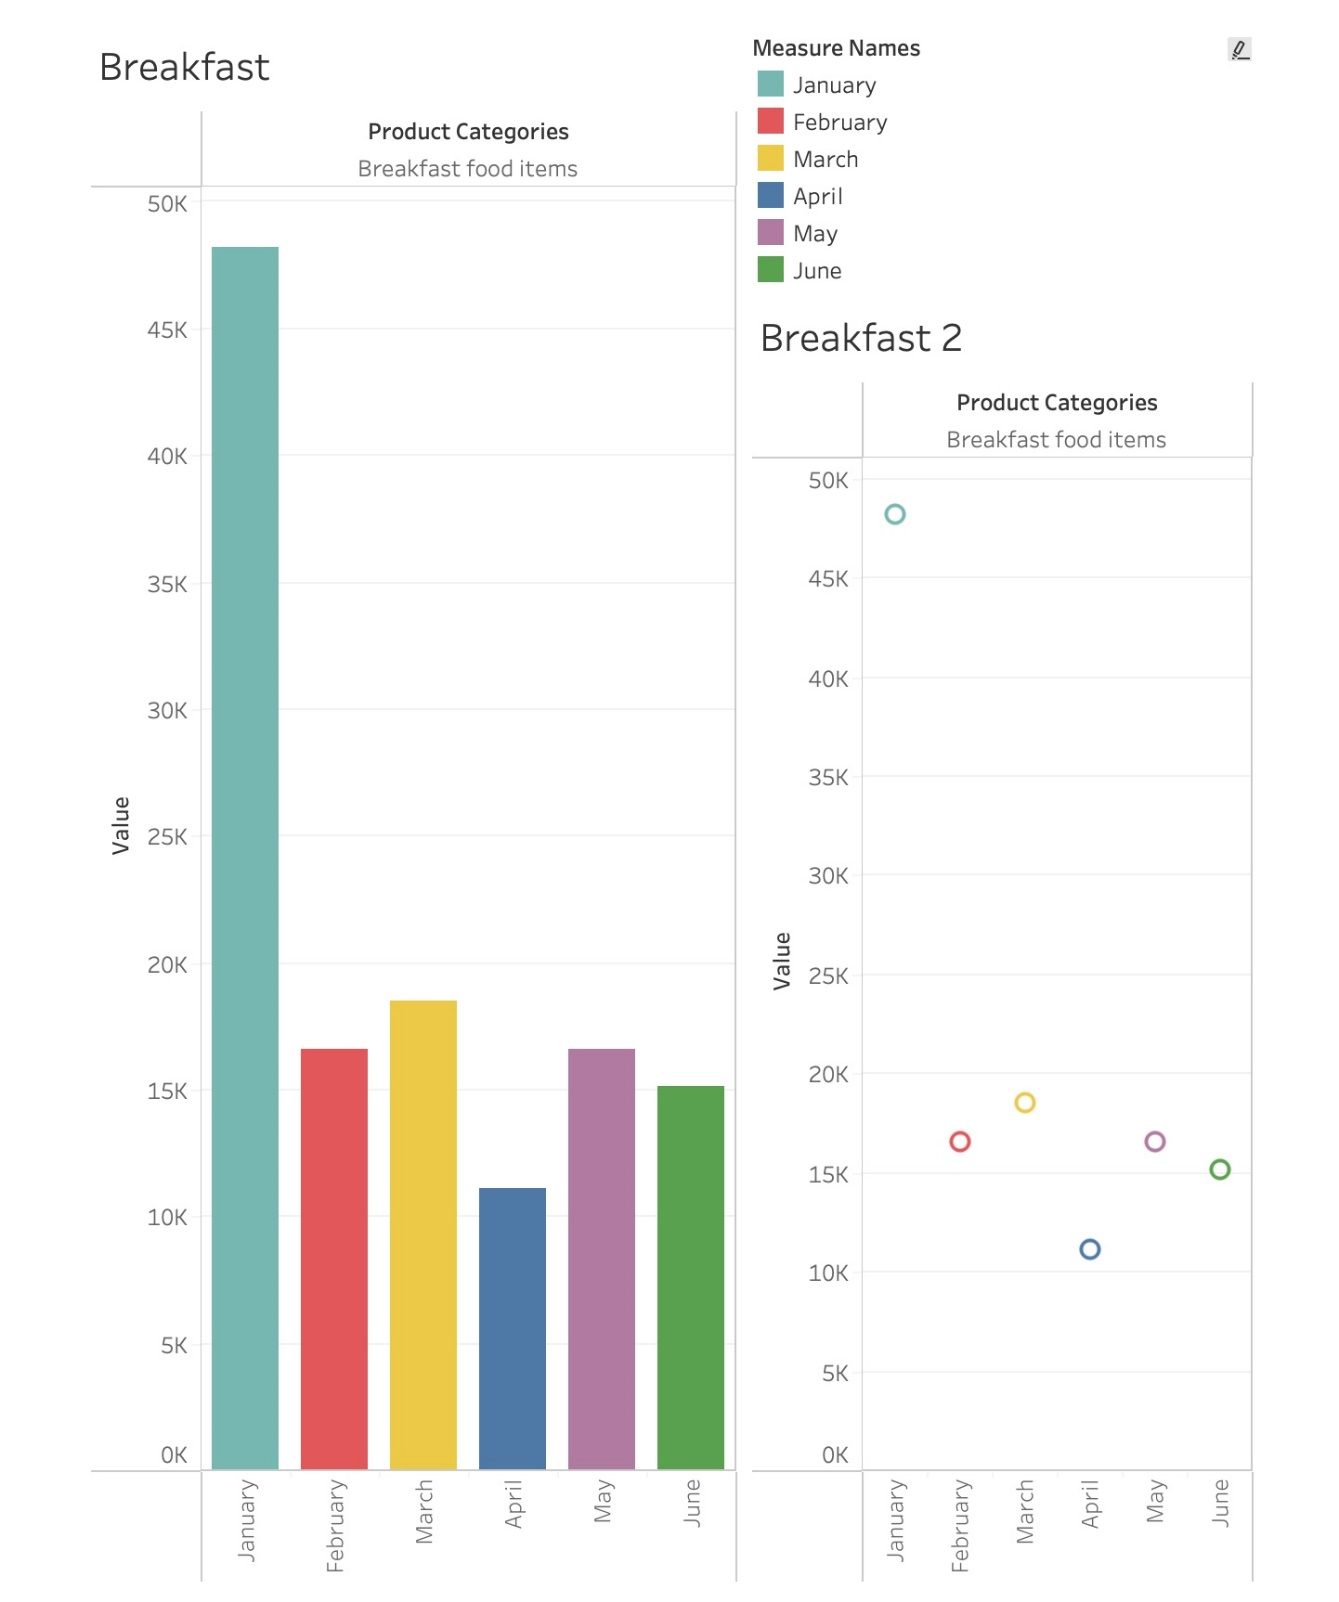 Breakfast
Product Categories
Breakfast food items
50K
45K
40K
35K
30K
25K
20K
15K
10K
5K
0K
Value
January
February
March
April
May
June
Measure Names
January
February
March
April
May
June
Breakfast 2
Product Categories
Breakfast food items
50K
45K
40K
35K
30K
25K
20K
15K
10K
5K
0K
Value
January
February
March
April
May
June